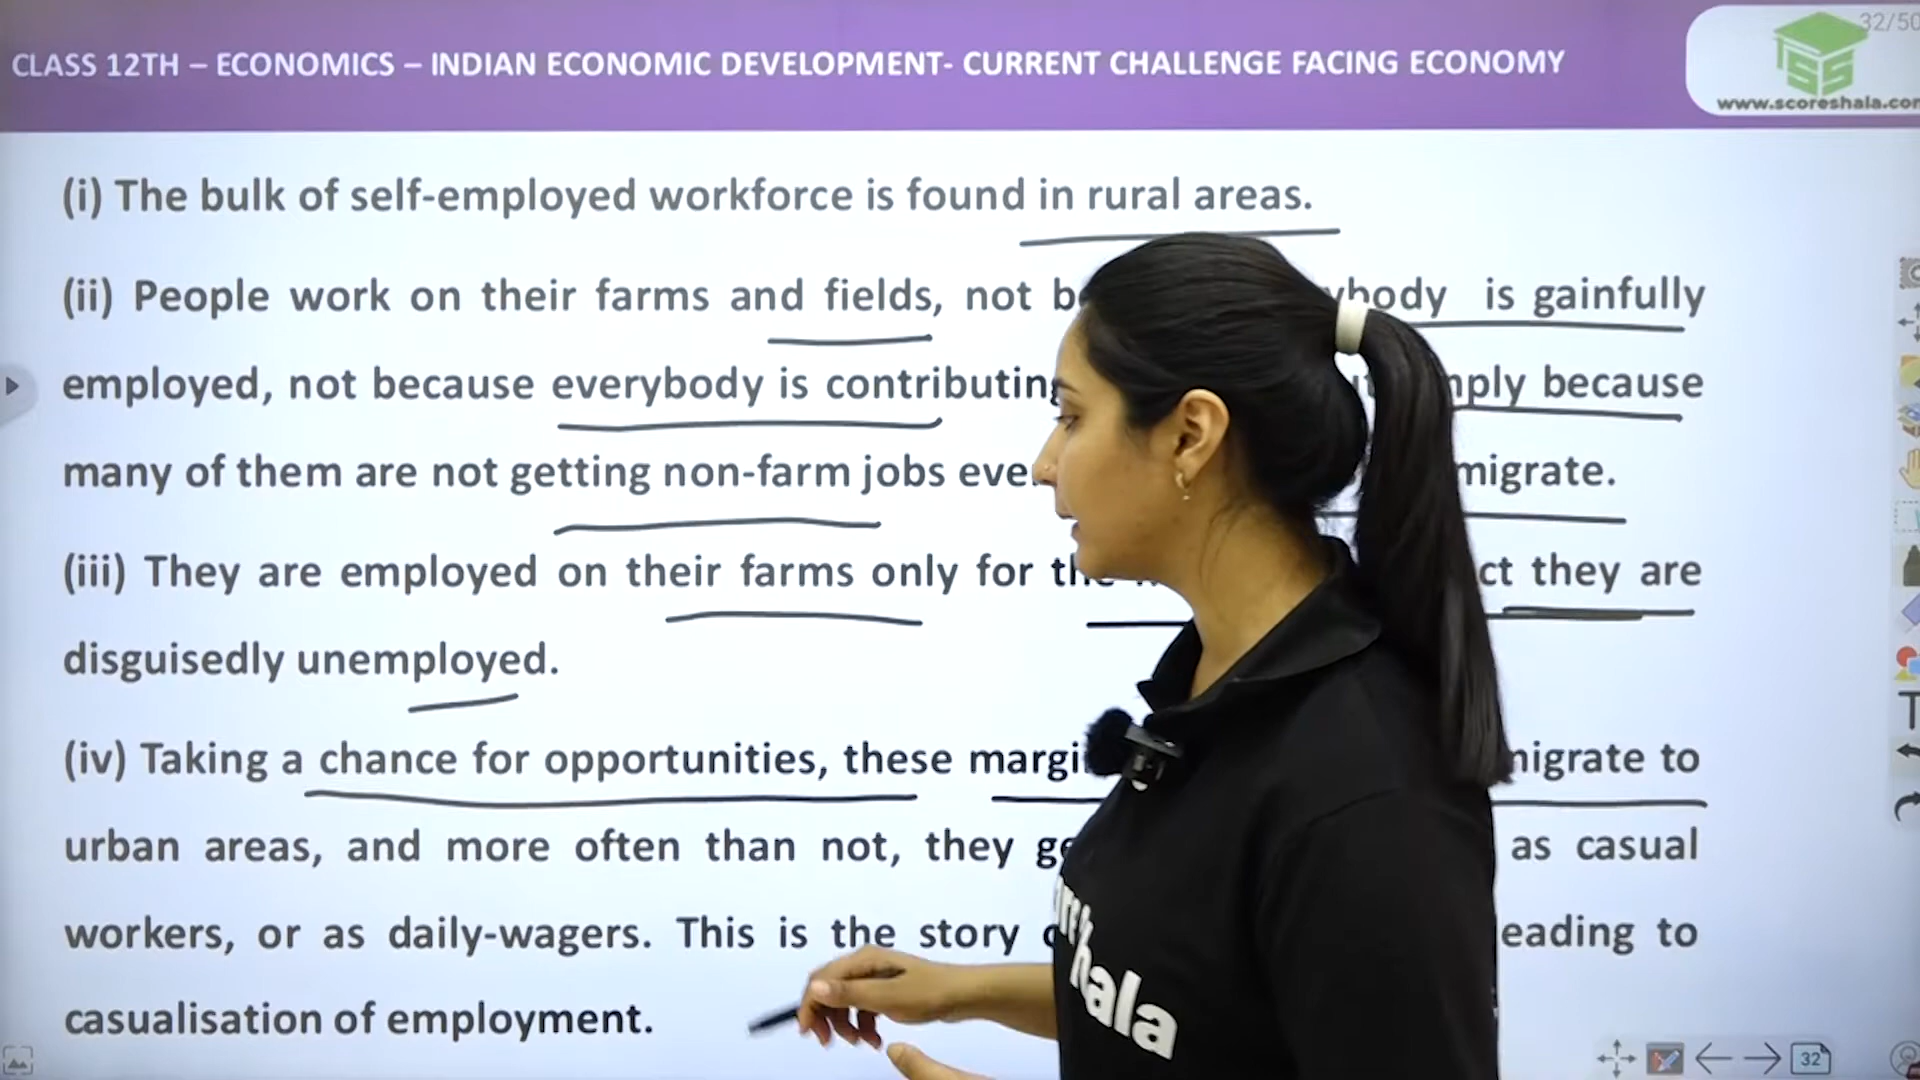 CLASS 12TH – ECONOMICS – INDIAN ECONOMIC DEVELOPMENT- CURRENT CHALLENGE FACING ECONOMY
32/50
www.scoreshala.com
(i) The bulk of self-employed workforce is found in rural areas.
(ii) People work on their farms and fields, not is gainfully
employed, not because everybody is contributing because
many of them are not getting non-farm jobs migrate.
(iii) They are employed on their farms only for they are
disguisedly unemployed.
(iv) Taking a chance for opportunities, these migrate to
urban areas, and more often than not, they as casual
workers, or as daily-wagers. This is the story leading to
casualisation of employment.
hala
32